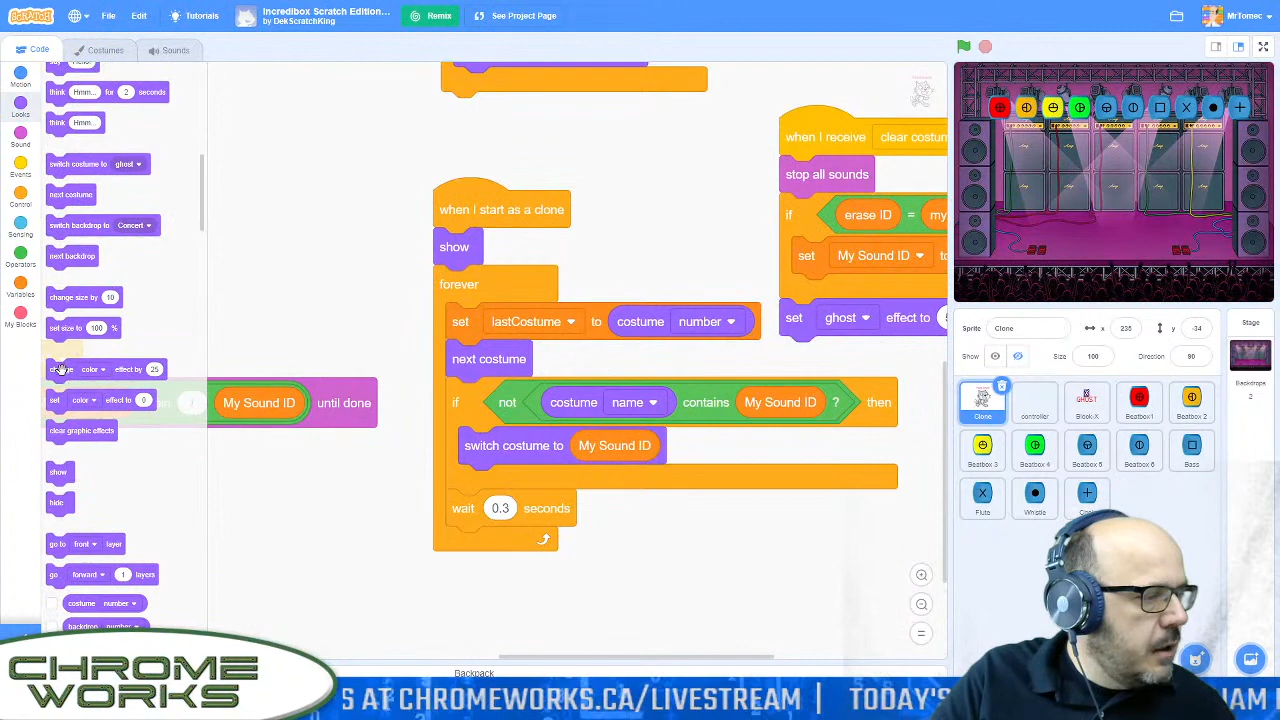 SCRATCH
File
Edit
Tutorials
Incredibox Scratch Edition...
by DekScratchKing
Remix
See Project Page
MrTomec
Code
Costumes
Sounds
Motion
Looks
Sound
Events
Control
Sensing
Operators
Variables
My Blocks
think Hmm... for 2 seconds
think Hmm...
switch costume to ghost
next costume
switch backdrop to Concert
next backdrop
change size by 10
set size to 100 %
color effect by 25
set color effect to 0
clear graphic effects
show
hide
go to front layer
go forward 1 layers
costume number
backdrop number
My Sound ID until done
when I start as a clone
show
forever
set lastCostume to costume number
next costume
if not costume name contains My Sound ID ? then
switch costume to My Sound ID
wait 0.3 seconds
when I receive clear costum
stop all sounds
if erase ID = my
set My Sound ID to
set ghost effect to
Backpack
Sprite Clone x 235 y -34
Show Size 100 Direction 90
Stage
Backdrops
2
Clone
controller
GHOST
Block-X
Beatbox1
Beatbox 2
Beatbox 3
Beatbox 4
Beatbox 5
Beatbox 6
Bass
Flute
Whistle
CHROME
WORKS
S AT CHROMEWORKS.CA/LIVESTREAM | TODAY'S
AM